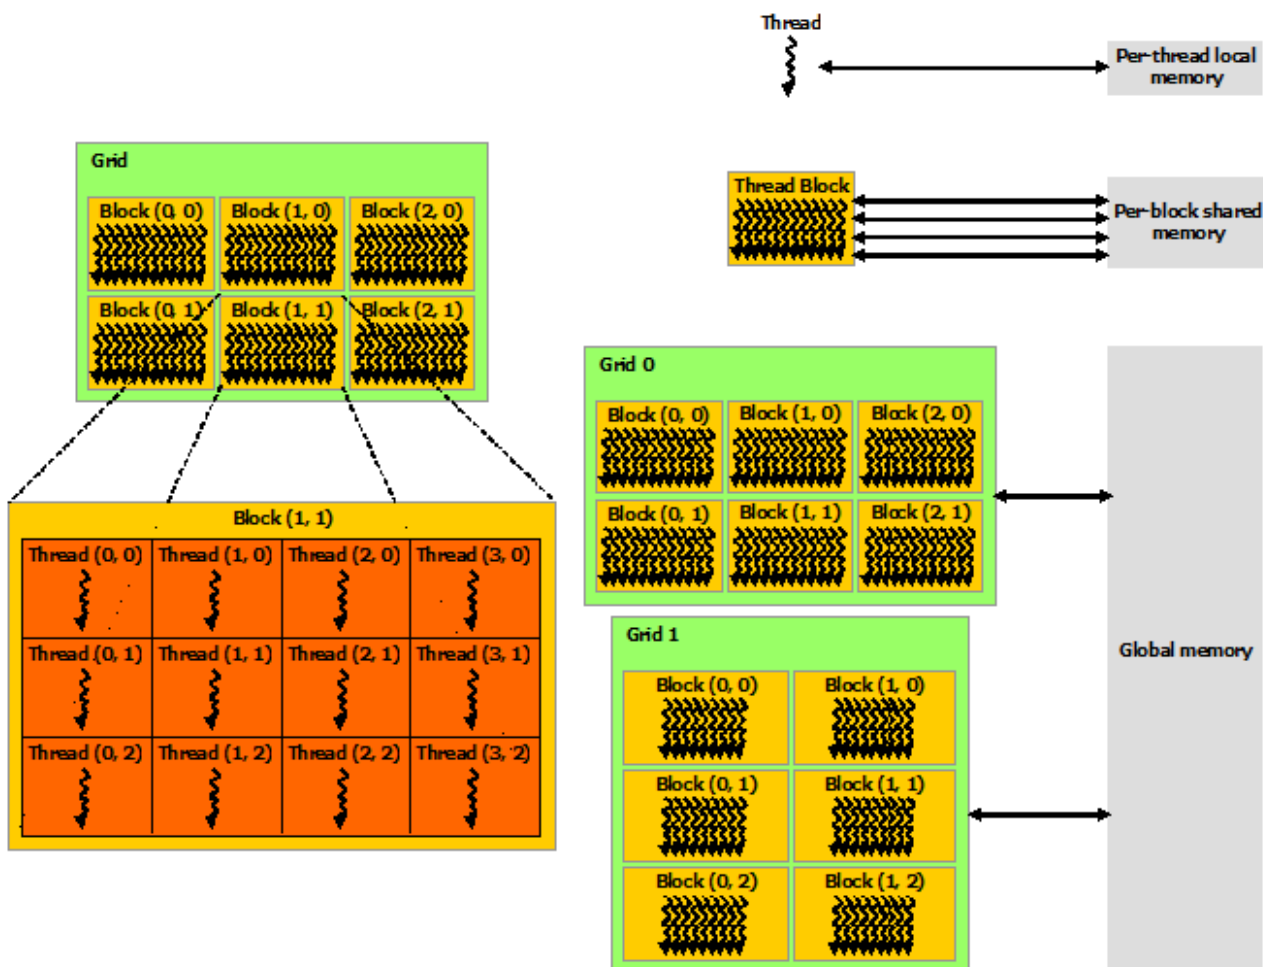 Thread
Per-thread local
memory
Grid
Block (0, 0) Block (1, 0) Block (2, 0)
Block (0, 1) Block (1, 1) Block (2, 1)
Thread Block
Per-block shared
memory
Block (1, 1)
Thread (0, 0) Thread (1, 0) Thread (2, 0) Thread (3, 0)
Thread (0, 1) Thread (1, 1) Thread (2, 1) Thread (3, 1)
Thread (0, 2) Thread (1, 2) Thread (2, 2) Thread (3, 2)
Grid 0
Block (0, 0) Block (1, 0) Block (2, 0)
Block (0, 1) Block (1, 1) Block (2, 1)
Grid 1
Block (0, 0) Block (1, 0)
Block (0, 1) Block (1, 1)
Block (0, 2) Block (1, 2)
Global memory